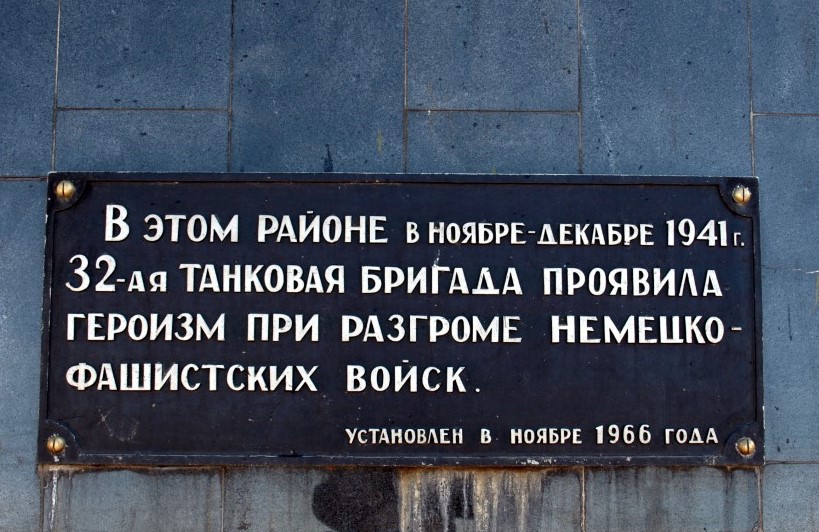 В ЭТОМ РАЙОНЕ В НОЯБРЕ-ДЕКАБРЕ 1941 г.
32-АЯ ТАНКОВАЯ БРИГАДА ПРОЯВИЛА
ГЕРОИЗМ ПРИ РАЗГРОМЕ НЕМЕЦКО-
ФАШИСТСКИХ ВОЙСК.
УСТАНОВЛЕН В НОЯБРЕ 1966 ГОДА